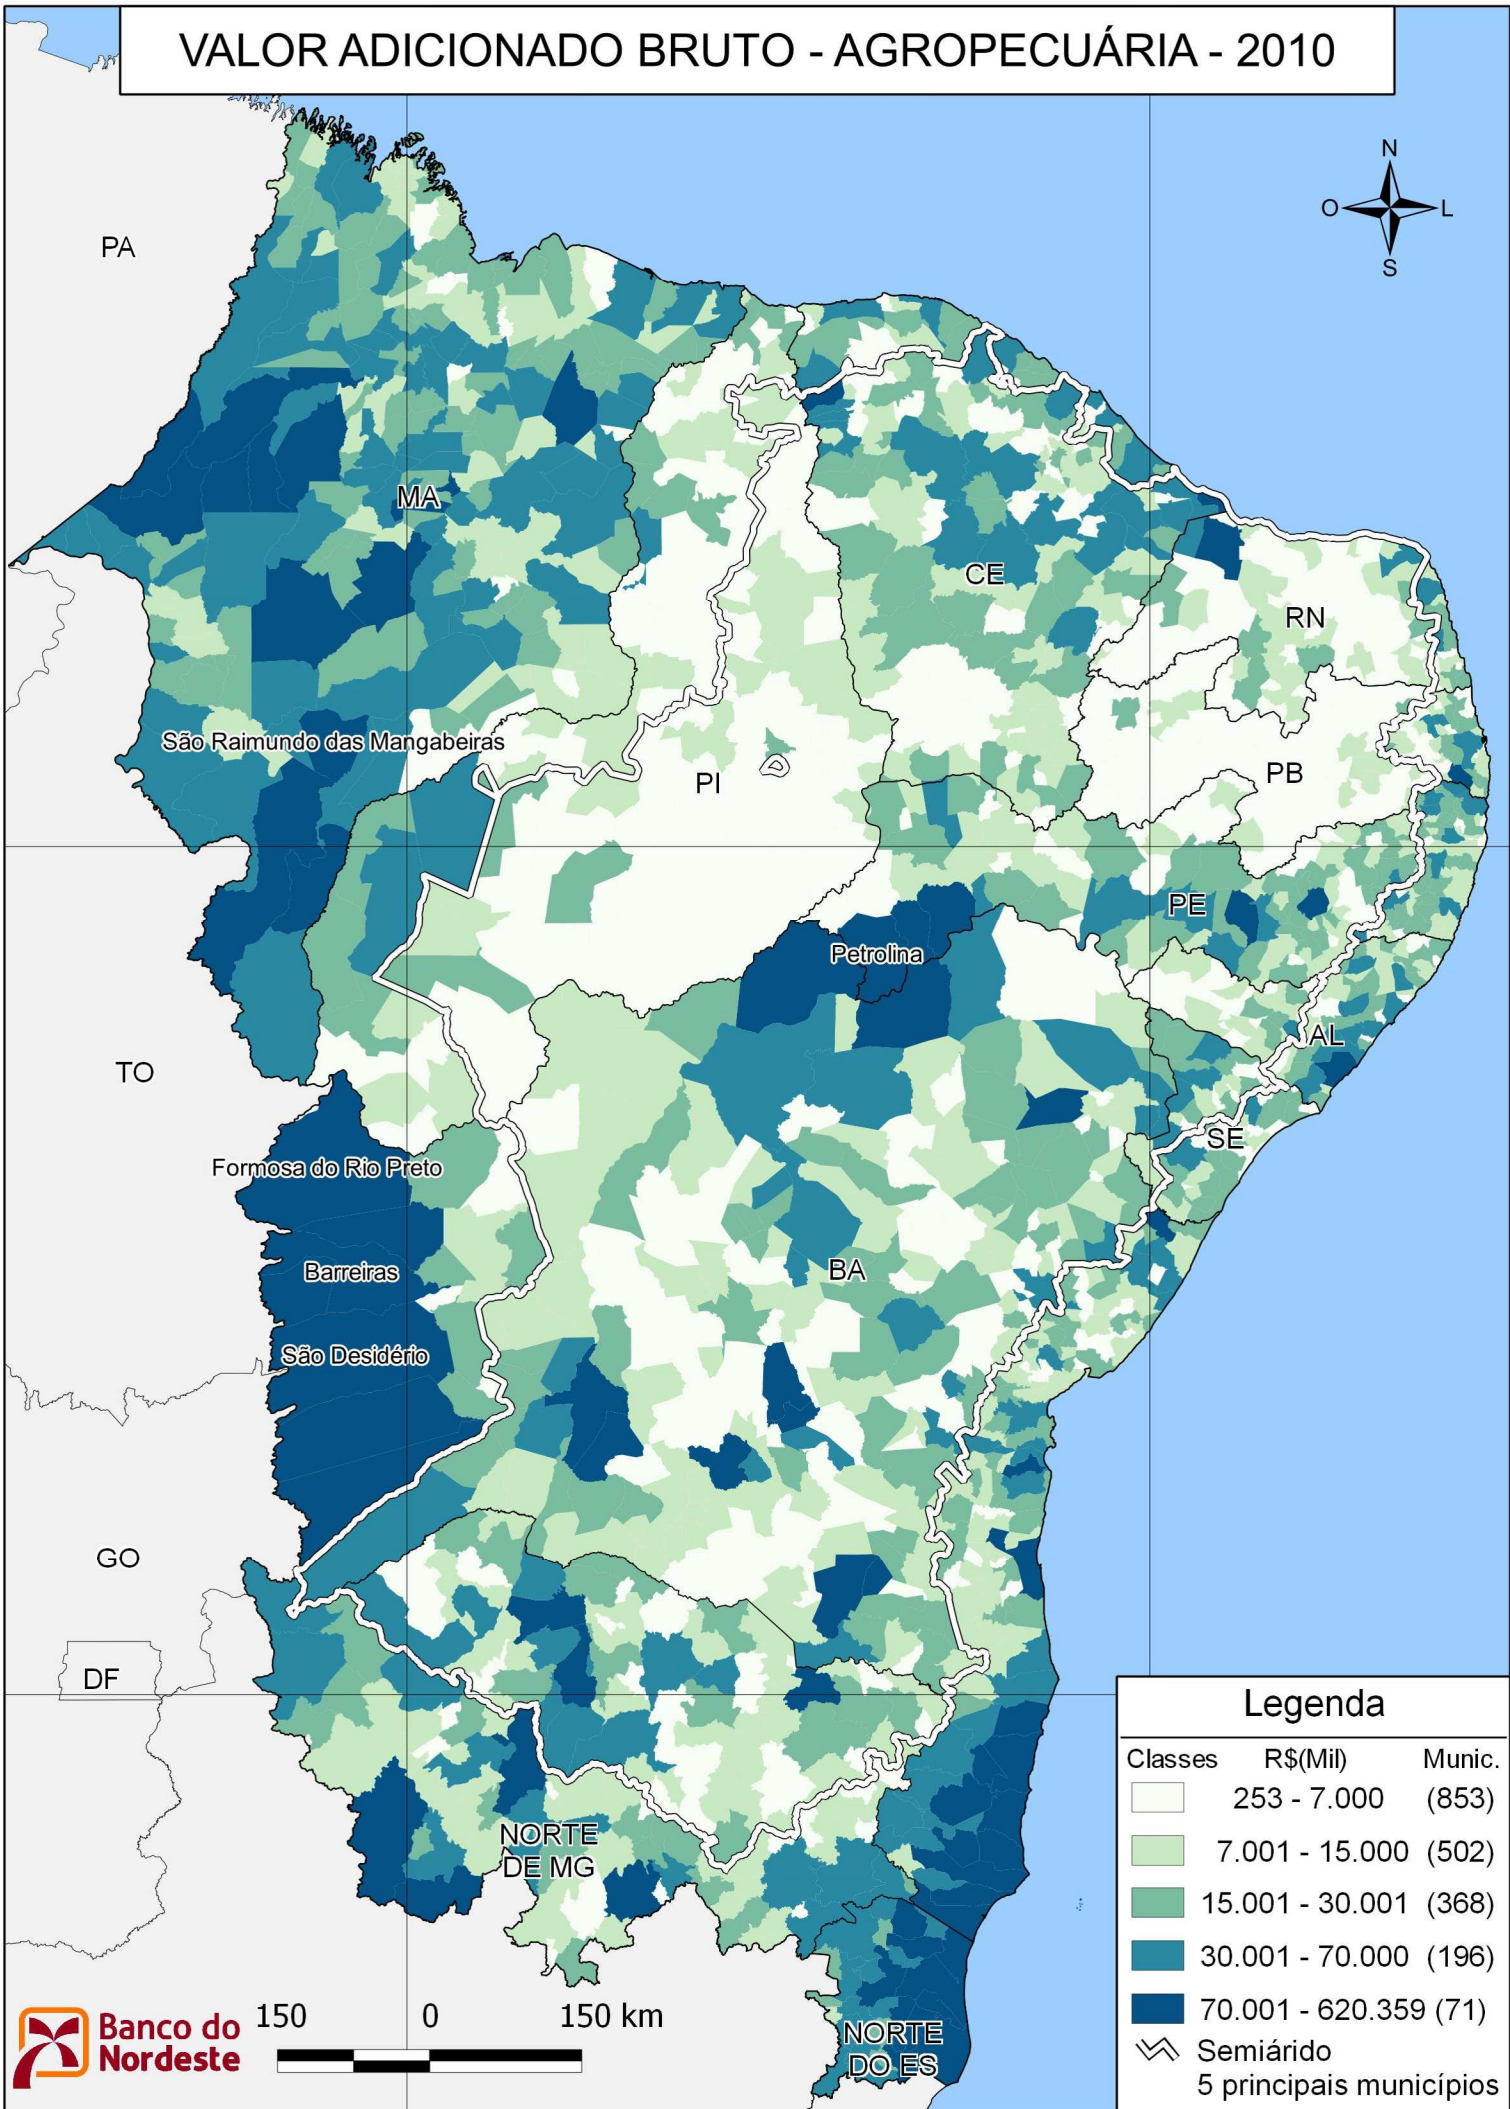 VALOR ADICIONADO BRUTO - AGROPECUÁRIA - 2010
N
O L
S
PA
MA
CE
RN
São Raimundo das Mangabeiras
PI
PB
PE
Petrolina
AL
TO
SE
Formosa do Rio Preto
BA
Barreiras
São Desidério
GO
DF
NORTE
DE MG
NORTE
DO ES
Legenda
Classes R$(Mil) Munic.
253 - 7.000 (853)
7.001 - 15.000 (502)
15.001 - 30.001 (368)
30.001 - 70.000 (196)
70.001 - 620.359 (71)
Semiárido
5 principais municípios
150 0 150 km
Banco do
Nordeste